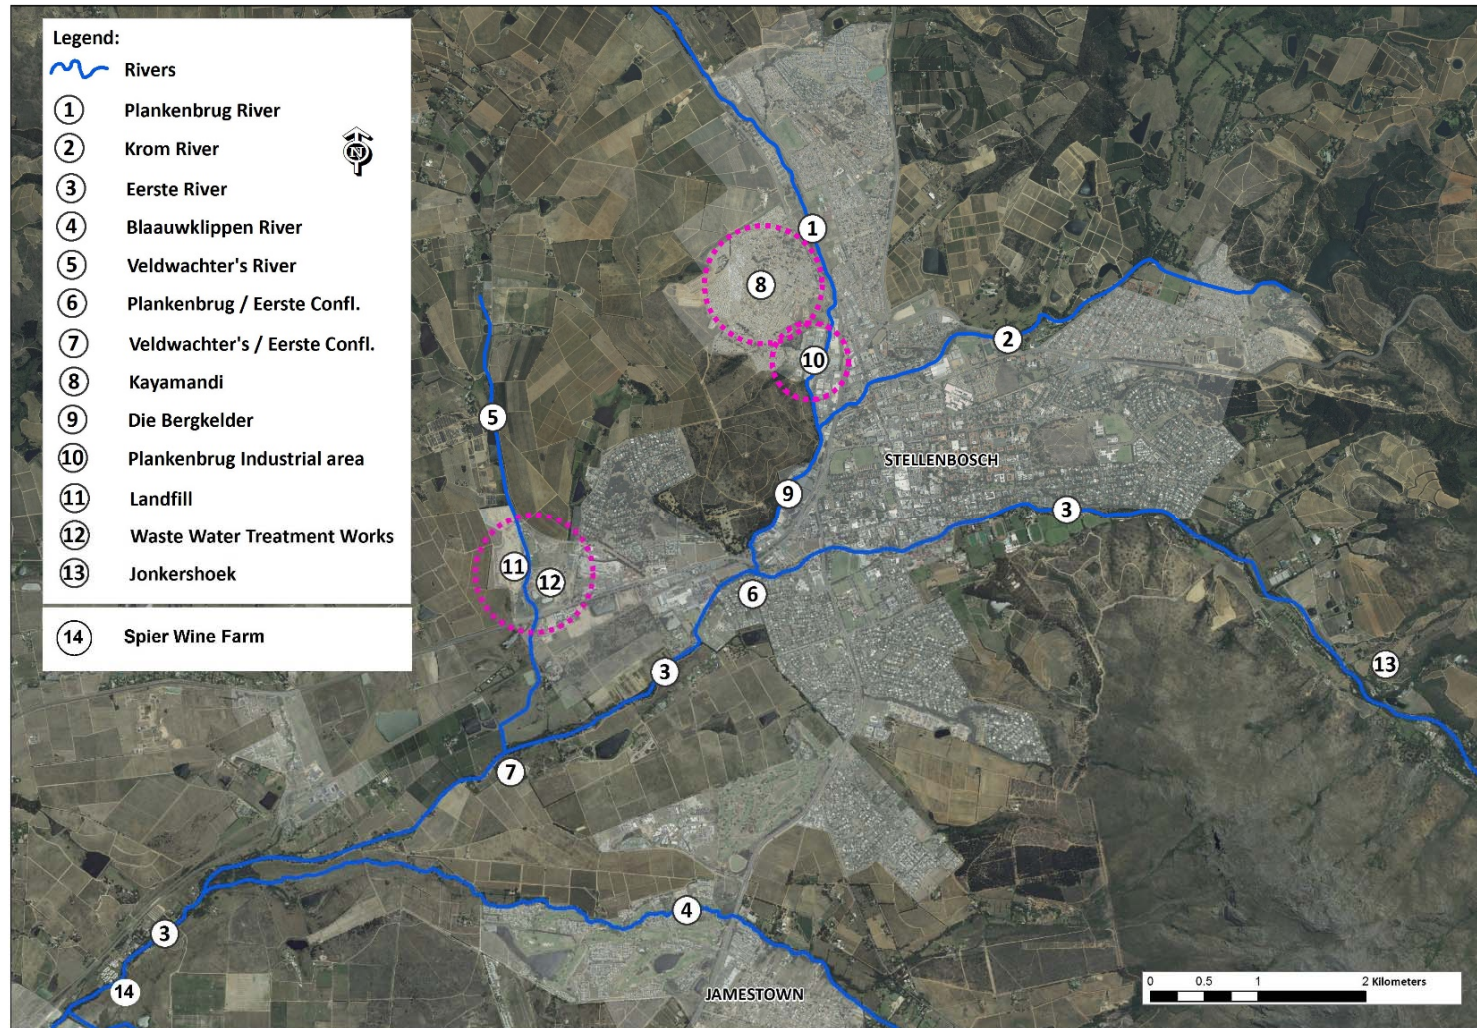 Legend:
Rivers
1 Plankenbrug River
2 Krom River
N
3 Eerste River
4 Blaauwklippen River
5 Veldwachter's River
6 Plankenbrug / Eerste Confl.
7 Veldwachter's / Eerste Confl.
8 Kayamandi
9 Die Bergkelder
10 Plankenbrug Industrial area
11 Landfill
12 Waste Water Treatment Works
13 Jonkershoek
14 Spier Wine Farm
1
8
2
10
5
STELLENBOSCH
9
3
11
12
6
13
3
7
4
3
14
JAMESTOWN
0 0.5 1 2 Kilometers